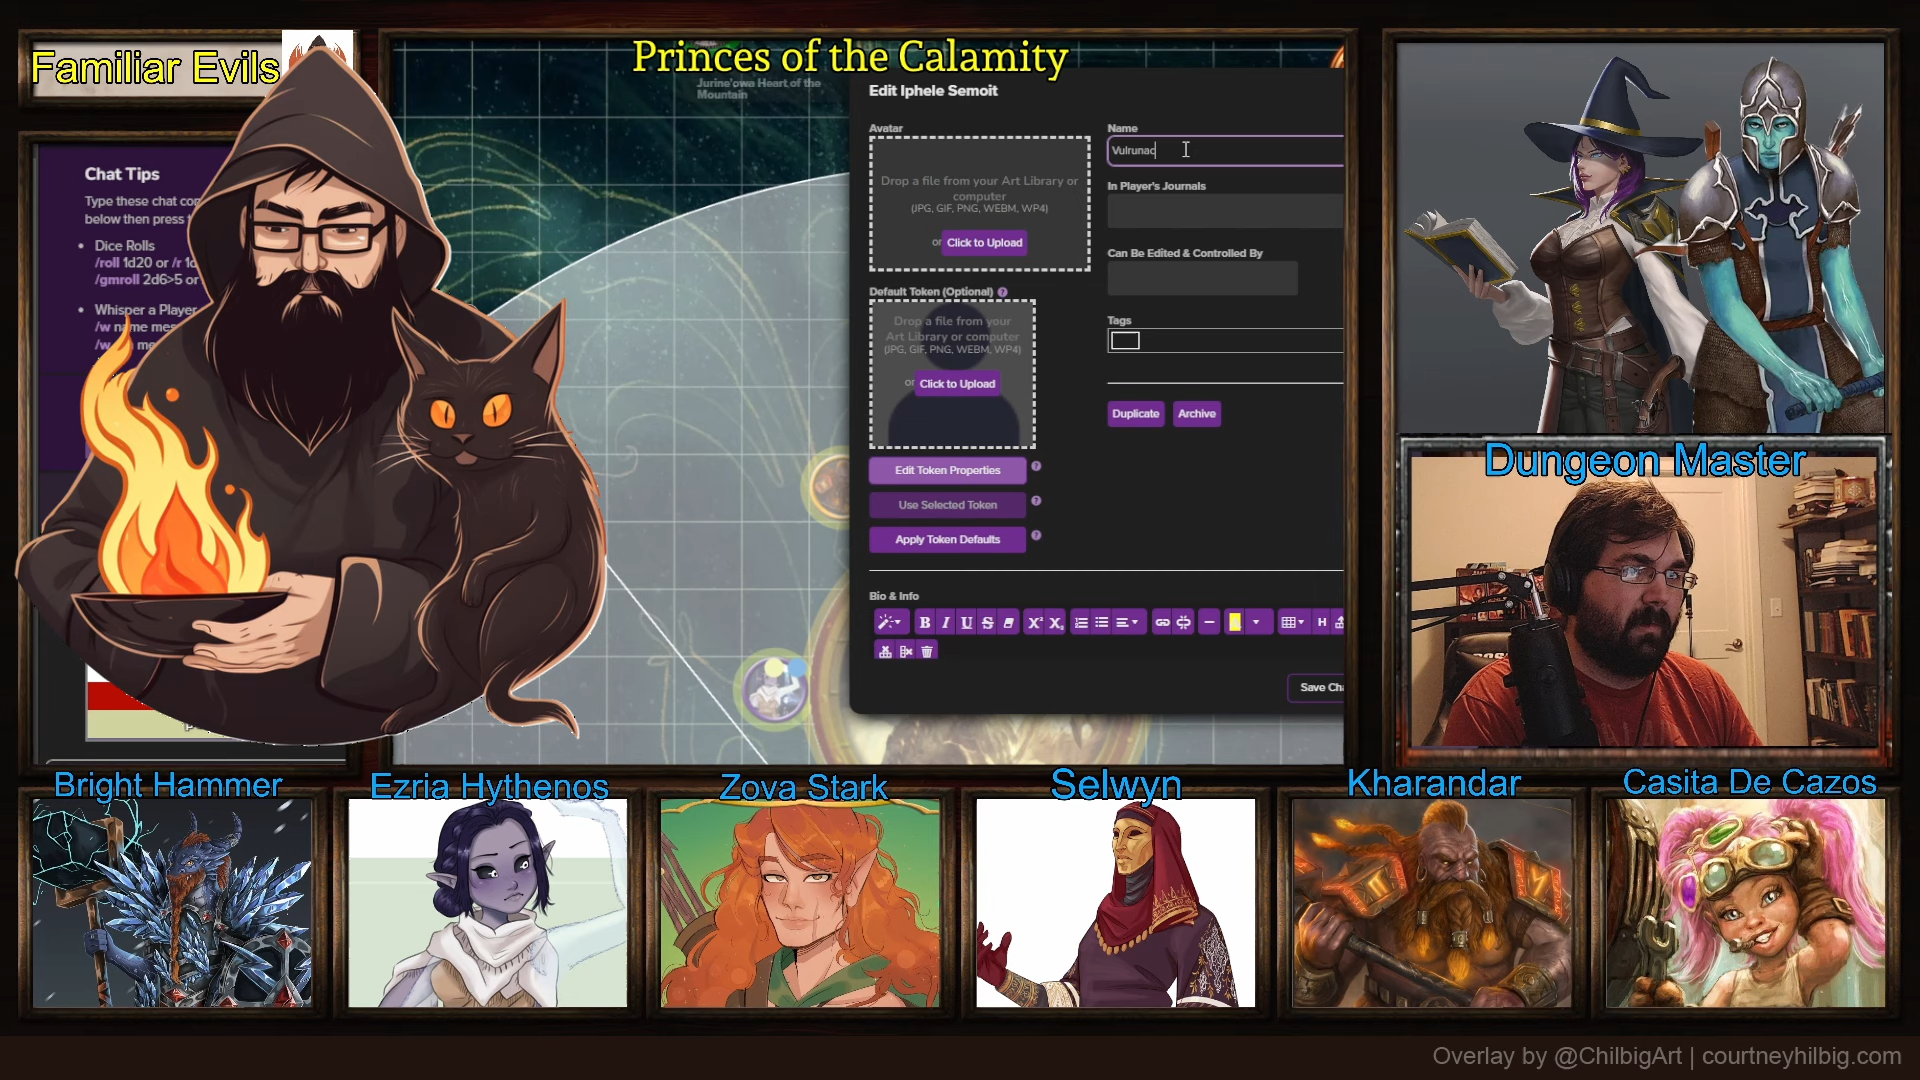 Familiar Evils
Princes of the Calamity
Jurine'owa Heart of the
Mountain
Edit Iphele Semoit
Avatar
Drop a file from your Art Library or
computer
(JPG, GIF, PNG, WEBM, WP4)
or Click to Upload
Default Token (Optional)
Drop a file from your
Art Library or computer
(JPG, GIF, PNG, WEBM, WP4)
or Click to Upload
Edit Token Properties
Use Selected Token
Apply Token Defaults
Name
Vulrunac
In Player's Journals
Can Be Edited & Controlled By
Tags
Duplicate Archive
Bio & Info
B I U S X² X₂ H
Save Cha
Chat Tips
Type these chat
below then press
Dice Rolls
/roll 1d20 or /r
/gmroll 2d6>5 or
Whisper a Player
/w name
/w
Dungeon Master
Bright Hammer
Ezria Hythenos
Zova Stark
Selwyn
Kharandar
Casita De Cazos
Overlay by @ChilbigArt | courtneyhilbig.com